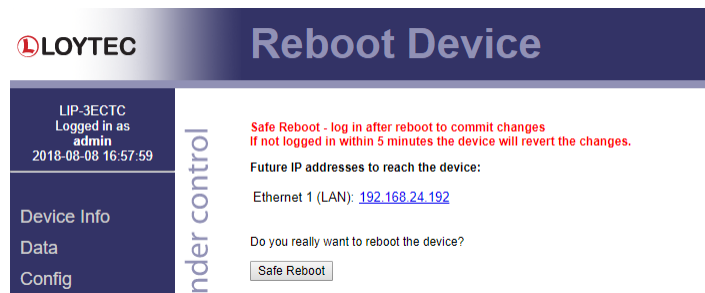 LOYTEC
Reboot Device
LIP-3ECTC
Logged in as
admin
2018-08-08 16:57:59
Device Info
Data
Config
nder control
Safe Reboot - log in after reboot to commit changes
If not logged in within 5 minutes the device will revert the changes.
Future IP addresses to reach the device:
Ethernet 1 (LAN): 192.168.24.192
Do you really want to reboot the device?
Safe Reboot